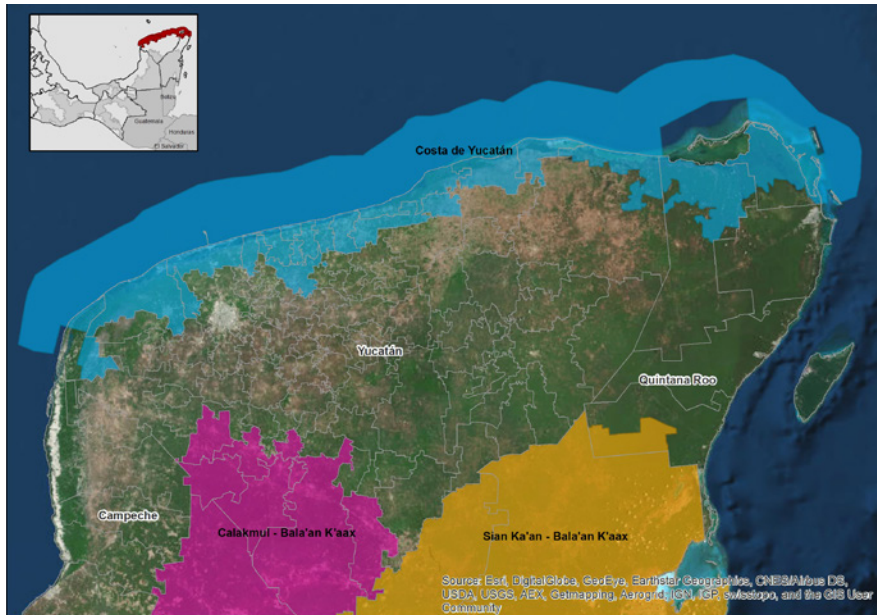 Belize
Guatemala
Honduras
El Salvador
Costa de Yucatán
Yucatán
Quintana Roo
Campeche
Calakmul - Bala'an K'aax
Sian Ka'an - Bala'an K'aax
Source: Esri, DigitalGlobe, GeoEye, Earthstar Geographics, CNES/Airbus DS,
USDA, USGS, AEX, Getmapping, Aerogrid, IGN, IGP, swisstopo, and the GIS User
Community